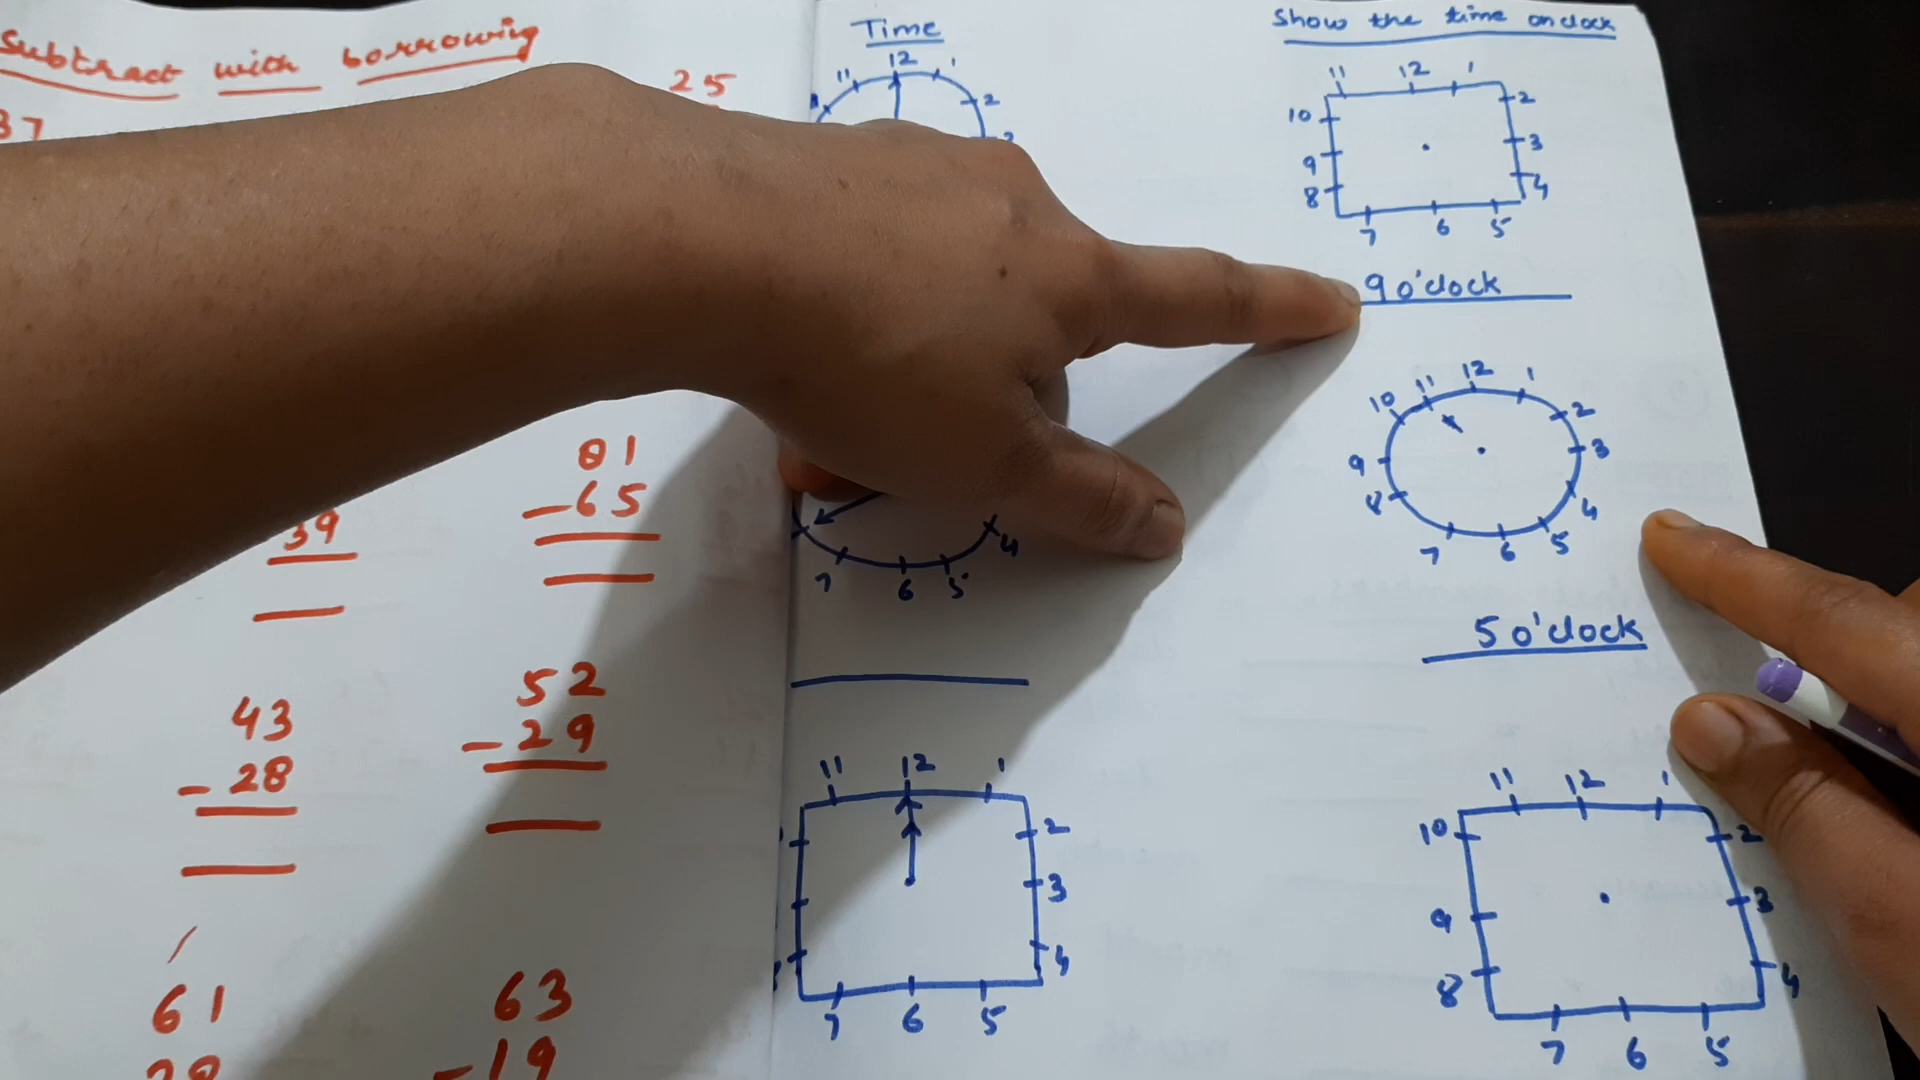 Subtract with borrowing
37
25
39
81
-65
43
-28
52
-29
61
63
-19
Time
11 12 1
2
4
7 6 5
11 12 1
2
3
4
7 6 5
Show the time on clock
11 12 1
10 2
9 3
8 4
7 6 5
9 o'clock
11 12 1
10 2
9 3
8 4
7 6 5
5 o'clock
11 12 1
10 2
9 3
8 4
7 6 5